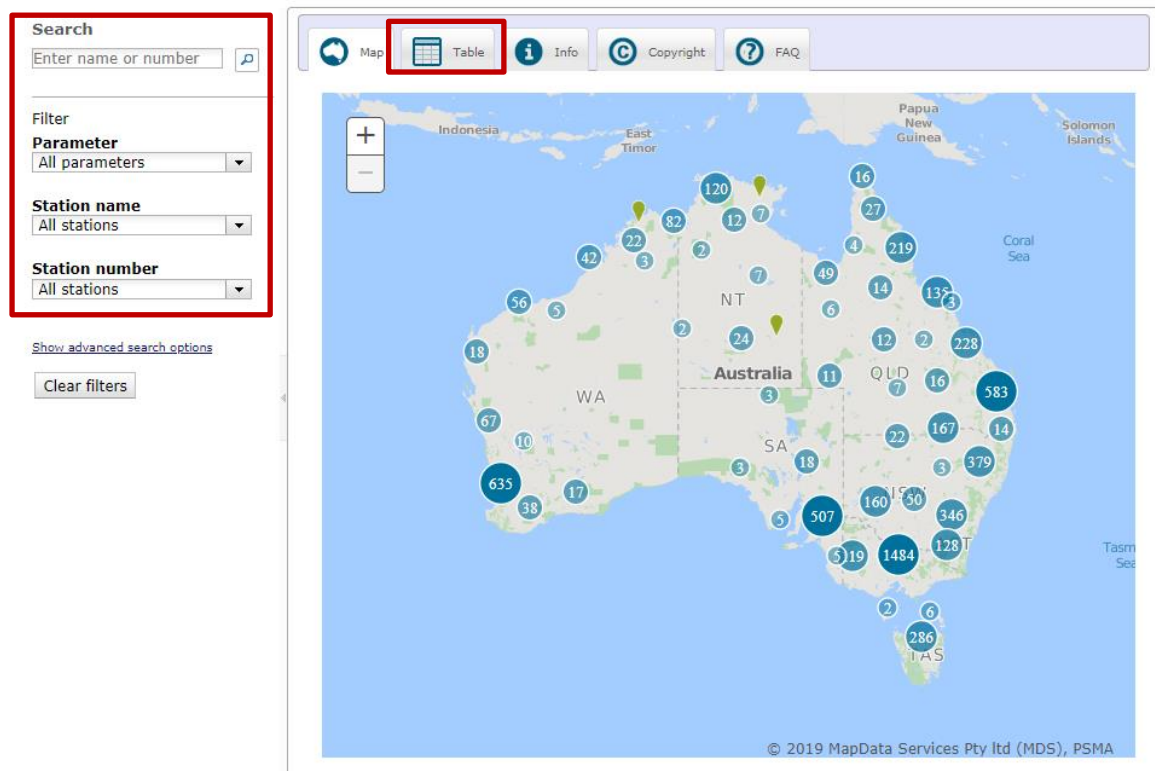 Search
Enter name or number
Filter
Parameter
All parameters
Station name
All stations
Station number
All stations
Show advanced search options
Clear filters
Map
Table
Info
Copyright
FAQ
+
−
Indonesia
East
Timor
Papua
New
Guinea
Solomon
Islands
16
120
12
7
27
82
22
3
2
4
219
Coral
Sea
42
49
7
14
135
3
56
5
NT
6
2
24
12
2
228
18
Australia
11
QLD
7
16
583
WA
3
67
10
22
167
14
SA
3
18
3
379
635
38
17
160
NSW
50
346
5
507
5
1484
128
Tasm
Sea
2
6
286
TAS
© 2019 MapData Services Pty ltd (MDS), PSMA